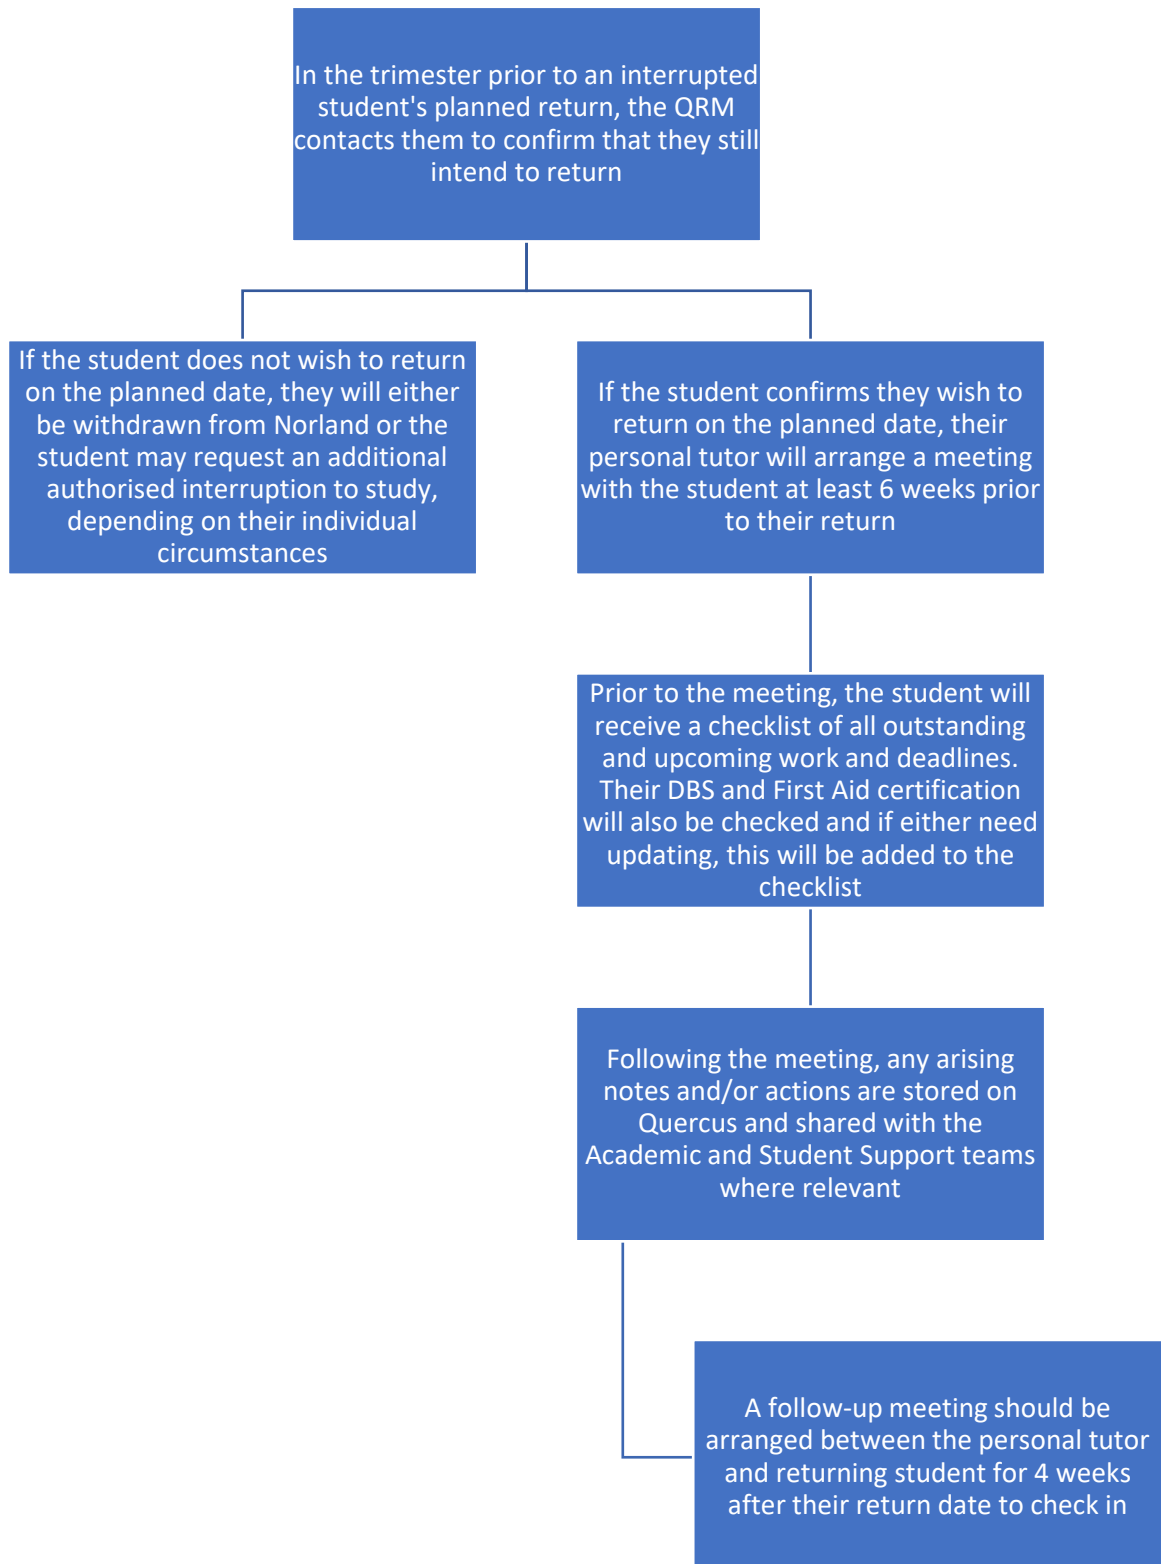 In the trimester prior to an interrupted
student's planned return, the QRM
contacts them to confirm that they still
intend to return
If the student does not wish to return
on the planned date, they will either
be withdrawn from Norland or the
student may request an additional
authorised interruption to study,
depending on their individual
circumstances
If the student confirms they wish to
return on the planned date, their
personal tutor will arrange a meeting
with the student at least 6 weeks prior
to their return
Prior to the meeting, the student will
receive a checklist of all outstanding
and upcoming work and deadlines.
Their DBS and First Aid certification
will also be checked and if either need
updating, this will be added to the
checklist
Following the meeting, any arising
notes and/or actions are stored on
Quercus and shared with the
Academic and Student Support teams
where relevant
A follow-up meeting should be
arranged between the personal tutor
and returning student for 4 weeks
after their return date to check in